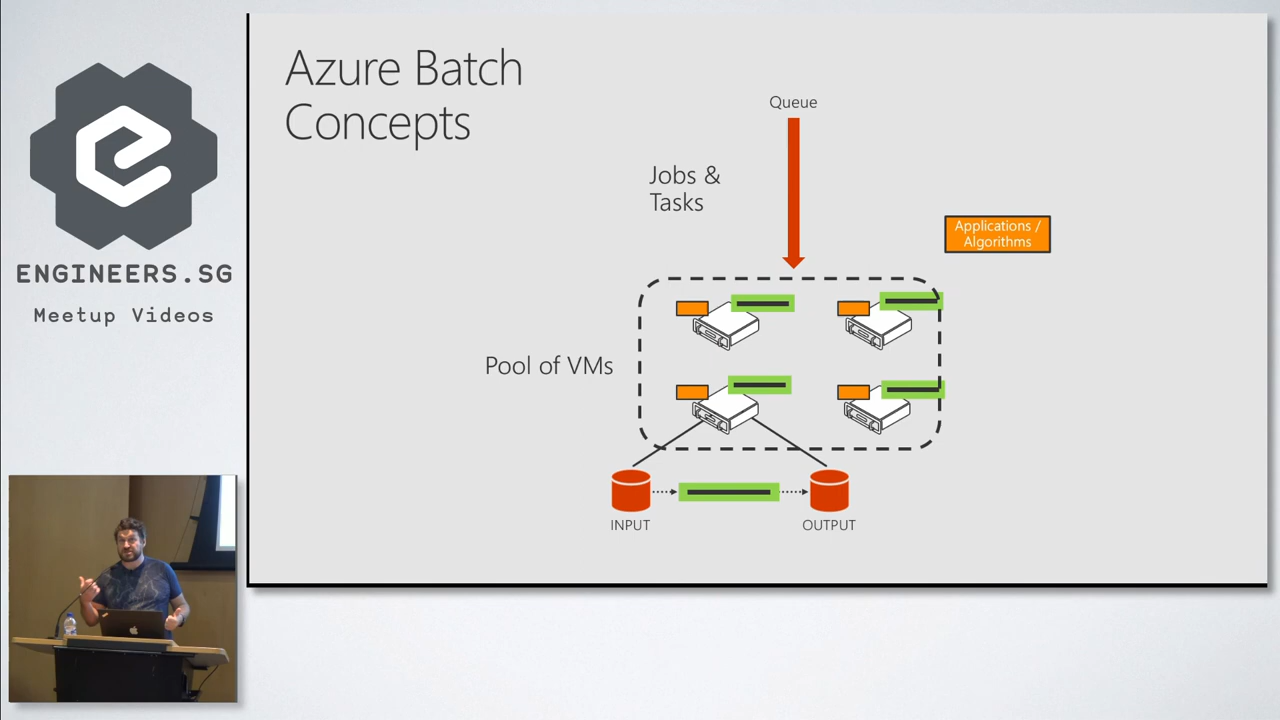 ENGINEERS.SG
Meetup Videos
Azure Batch
Concepts
Queue
Jobs &
Tasks
Applications /
Algorithms
Pool of VMs
INPUT
OUTPUT